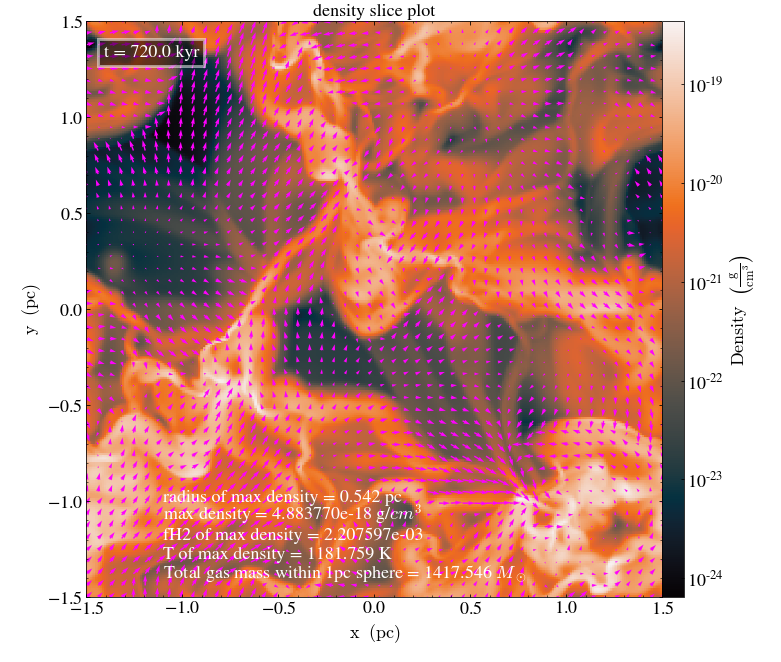 density slice plot
t = 720.0 kyr
1.5
1.0
0.5
0.0
−0.5
−1.0
−1.5
y (pc)
radius of max density = 0.542 pc
max density = 4.883770e-18 g/cm³
fH2 of max density = 2.207597e-03
T of max density = 1181.759 K
Total gas mass within 1pc sphere = 1417.546 M⊙
−1.5 −1.0 −0.5 0.0 0.5 1.0 1.5
x (pc)
10⁻¹⁹
10⁻²⁰
10⁻²¹
10⁻²²
10⁻²³
10⁻²⁴
Density (g/cm³)